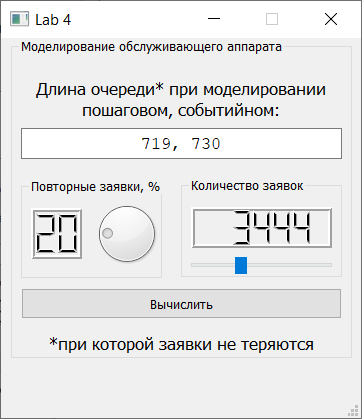 Lab 4
Моделирование обслуживающего аппарата
Длина очереди* при моделировании
пошаговом, событийном:
719, 730
Повторные заявки, %
Количество заявок
20
3444
Вычислить
*при которой заявки не теряются